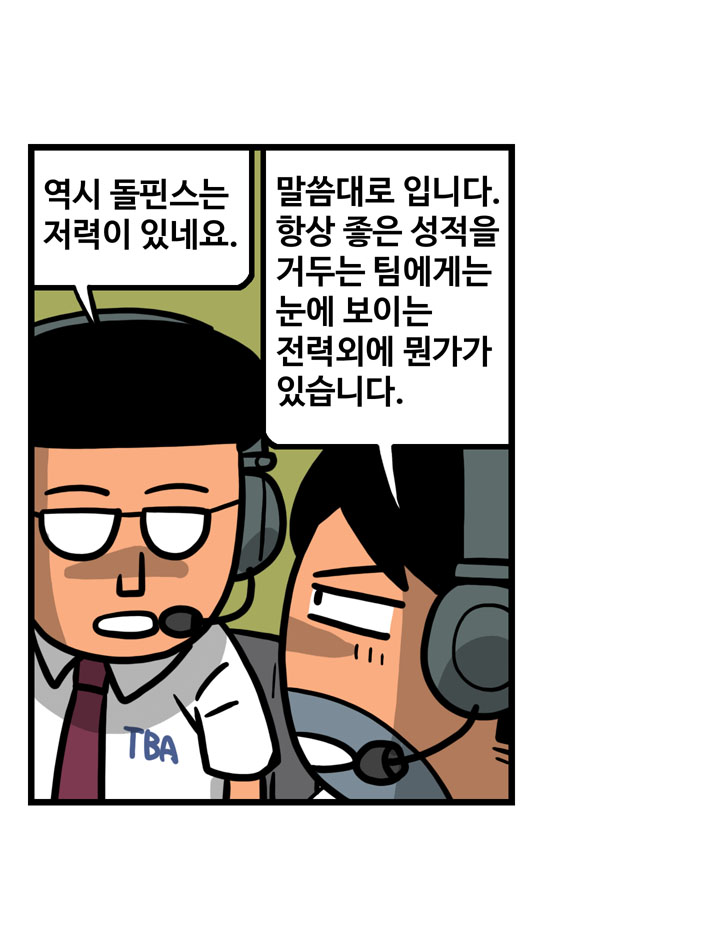 역시 돌핀스는
저력이 있네요.
말씀대로 입니다.
항상 좋은 성적을
거두는 팀에게는
눈에 보이는
전력외에 뭔가가
있습니다.
TBA